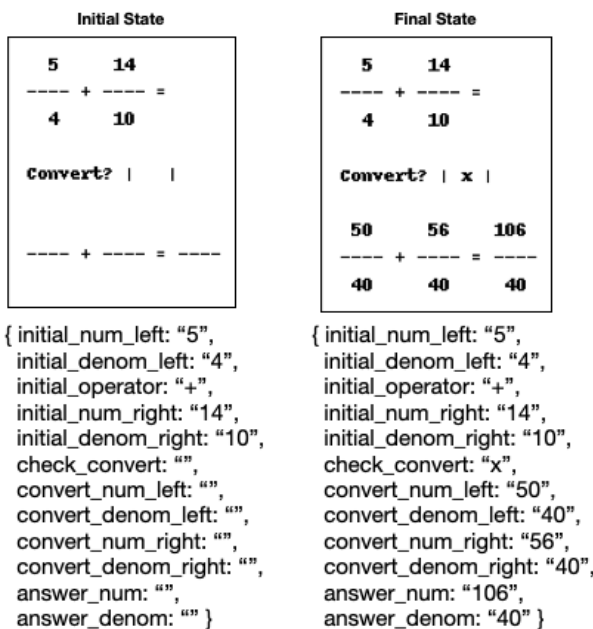 Initial State
5 14
---- + ---- =
4 10
Convert? | |
---- + ---- = ----
{ initial_num_left: “5”,
initial_denom_left: “4”,
initial_operator: “+”,
initial_num_right: “14”,
initial_denom_right: “10”,
check_convert: “”,
convert_num_left: “”,
convert_denom_left: “”,
convert_num_right: “”,
convert_denom_right: “”,
answer_num: “”,
answer_denom: “” }
Final State
5 14
---- + ---- =
4 10
Convert? | x |
50 56 106
---- + ---- = ----
40 40 40
{ initial_num_left: “5”,
initial_denom_left: “4”,
initial_operator: “+”,
initial_num_right: “14”,
initial_denom_right: “10”,
check_convert: “x”,
convert_num_left: “50”,
convert_denom_left: “40”,
convert_num_right: “56”,
convert_denom_right: “40”,
answer_num: “106”,
answer_denom: “40” }